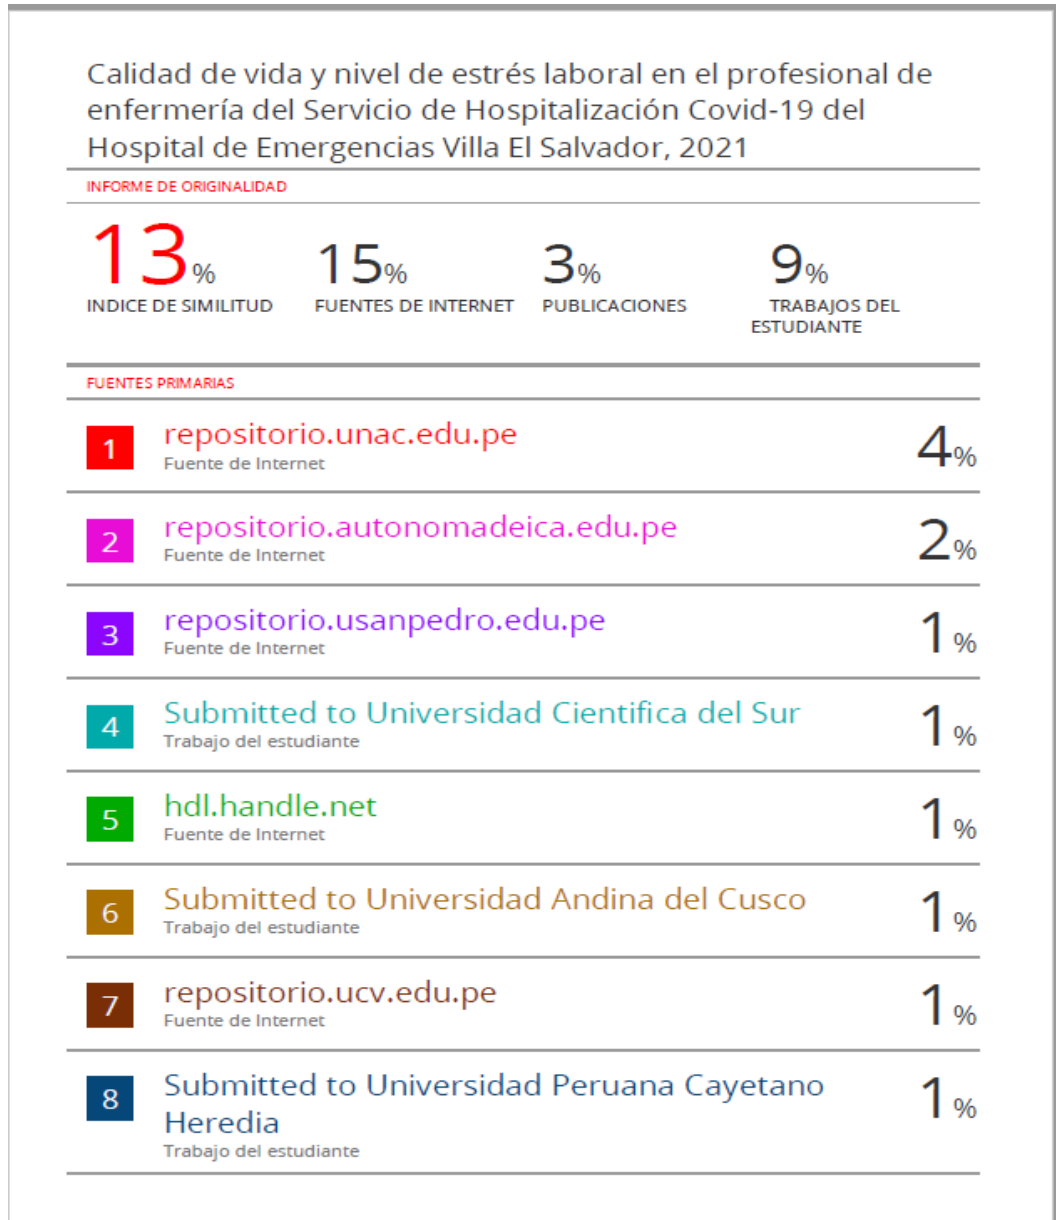 Calidad de vida y nivel de estrés laboral en el profesional de
enfermería del Servicio de Hospitalización Covid-19 del
Hospital de Emergencias Villa El Salvador, 2021
INFORME DE ORIGINALIDAD
13%
INDICE DE SIMILITUD
15%
FUENTES DE INTERNET
3%
PUBLICACIONES
9%
TRABAJOS DEL
ESTUDIANTE
FUENTES PRIMARIAS
1
repositorio.unac.edu.pe
Fuente de Internet
4%
2
repositorio.autonomadeica.edu.pe
Fuente de Internet
2%
3
repositorio.usanpedro.edu.pe
Fuente de Internet
1%
4
Submitted to Universidad Cientifica del Sur
Trabajo del estudiante
1%
5
hdl.handle.net
Fuente de Internet
1%
6
Submitted to Universidad Andina del Cusco
Trabajo del estudiante
1%
7
repositorio.ucv.edu.pe
Fuente de Internet
1%
8
Submitted to Universidad Peruana Cayetano
Heredia
Trabajo del estudiante
1%